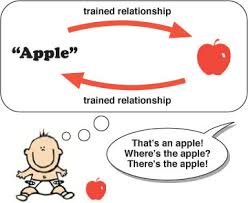 trained relationship
“Apple”
trained relationship
That's an apple!
Where's the apple?
There's the apple!